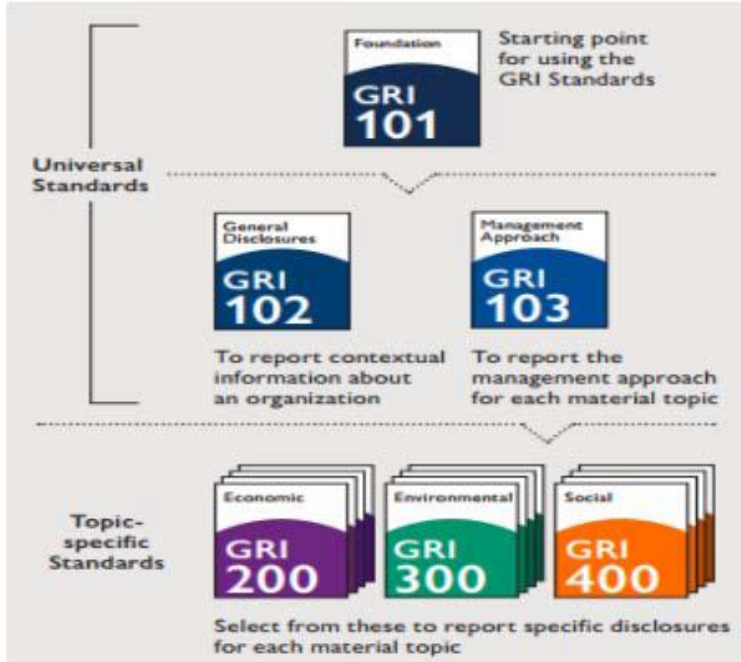 Foundation
GRI
101
Starting point
for using the
GRI Standards
Universal
Standards
General
Disclosures
GRI
102
Management
Approach
GRI
103
To report contextual
information about
an organization
To report the
management approach
for each material topic
Topic-
specific
Standards
Economic
GRI
200
Environmental
GRI
300
Social
GRI
400
Select from these to report specific disclosures
for each material topic